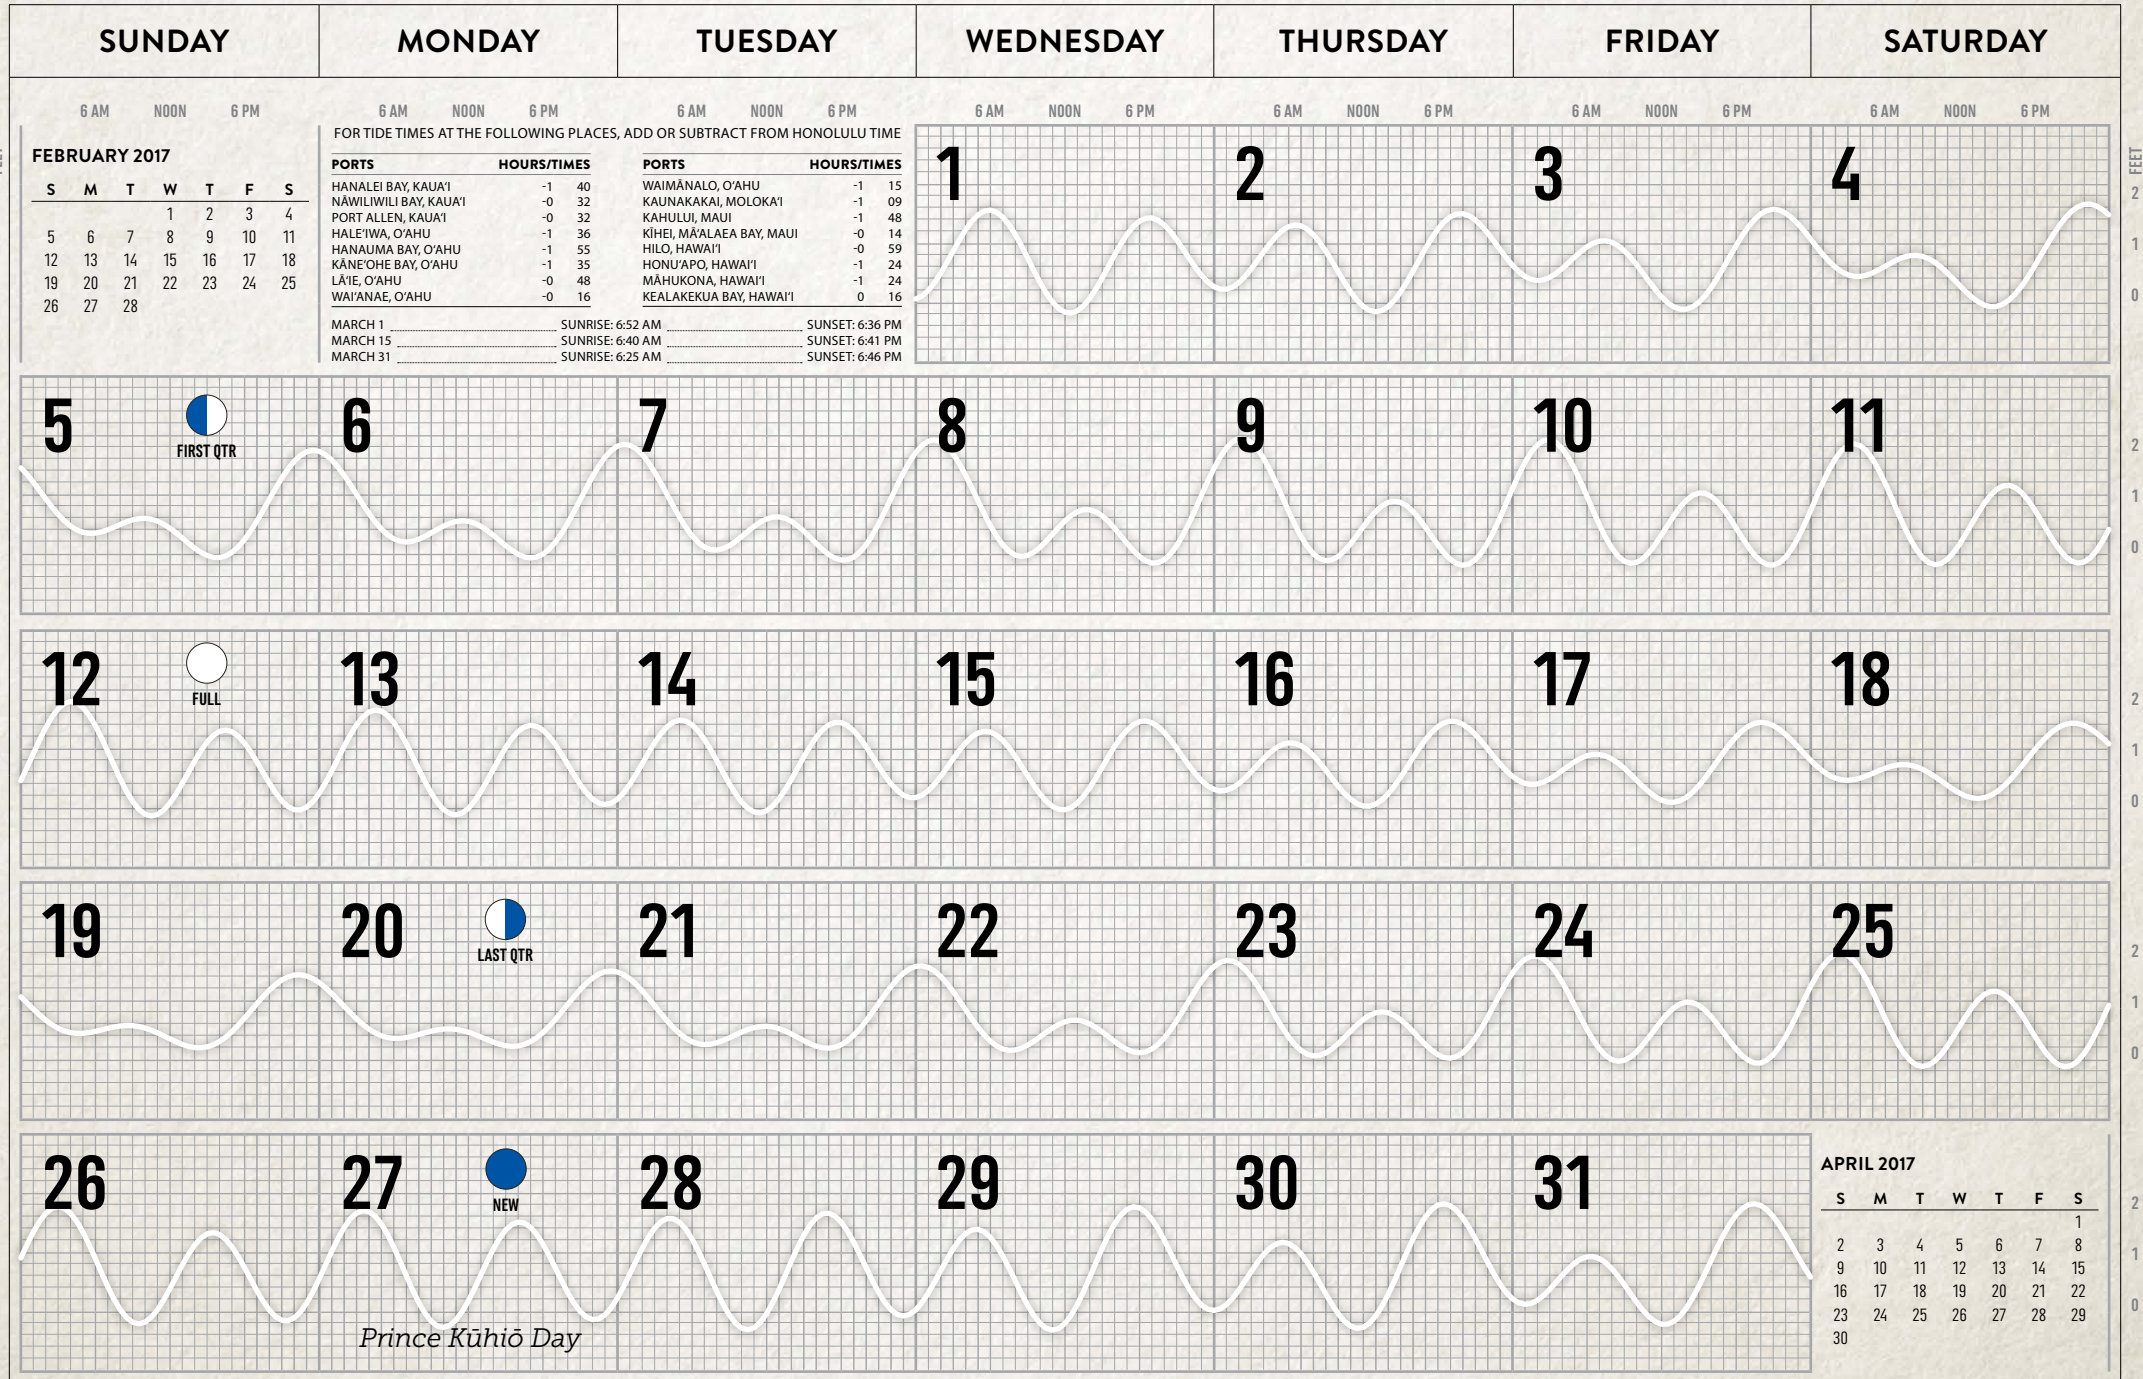 SUNDAY MONDAY TUESDAY WEDNESDAY THURSDAY FRIDAY SATURDAY
6 AM NOON 6 PM 6 AM NOON 6 PM 6 AM NOON 6 PM 6 AM NOON 6 PM 6 AM NOON 6 PM 6 AM NOON 6 PM 6 AM NOON 6 PM
FEBRUARY 2017
S M T W T F S
1 2 3 4
5 6 7 8 9 10 11
12 13 14 15 16 17 18
19 20 21 22 23 24 25
26 27 28
FOR TIDE TIMES AT THE FOLLOWING PLACES, ADD OR SUBTRACT FROM HONOLULU TIME
PORTS HOURS/TIMES
HANALEI BAY, KAUAʻI -1 40
NĀWILIWILI BAY, KAUAʻI -0 32
PORT ALLEN, KAUAʻI -0 32
HALEʻIWA, OʻAHU -1 36
HANAUMA BAY, OʻAHU -1 55
KĀNEʻOHE BAY, OʻAHU -1 35
LĀʻIE, OʻAHU -0 48
WAIʻANAE, OʻAHU -0 16
PORTS HOURS/TIMES
WAIMĀNALO, OʻAHU -1 15
KAUNAKAKAI, MOLOKAʻI -1 09
KAHULUI, MAUI -1 48
KĪHEI, MĀʻALAEA BAY, MAUI -0 14
HILO, HAWAIʻI -0 59
HONUʻAPO, HAWAIʻI -1 24
MĀHUKONA, HAWAIʻI -1 24
KEALAKEKUA BAY, HAWAIʻI 0 16
MARCH 1 SUNRISE: 6:52 AM SUNSET: 6:36 PM
MARCH 15 SUNRISE: 6:40 AM SUNSET: 6:41 PM
MARCH 31 SUNRISE: 6:25 AM SUNSET: 6:46 PM
1 2 3 4
FEET
2
1
0
5 6 7 8 9 10 11
FIRST QTR
2
1
0
12 13 14 15 16 17 18
FULL
2
1
0
19 20 21 22 23 24 25
LAST QTR
2
1
0
26 27 28 29 30 31
NEW
Prince Kūhiō Day
APRIL 2017
S M T W T F S
1
2 3 4 5 6 7 8
9 10 11 12 13 14 15
16 17 18 19 20 21 22
23 24 25 26 27 28 29
30
2
1
0